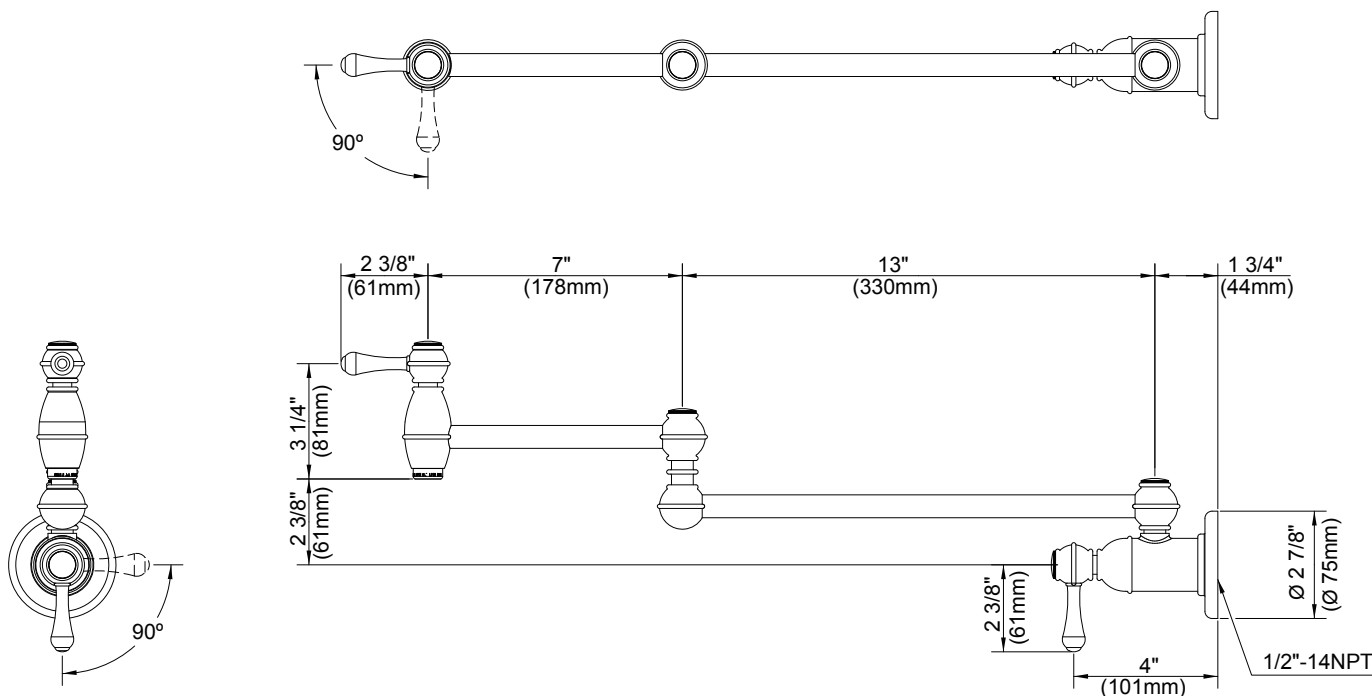 90º
2 3/8"
(61mm)
7"
(178mm)
13"
(330mm)
1 3/4"
(44mm)
3 1/4"
(81mm)
2 3/8"
(61mm)
2 3/8"
(61mm)
Ø 2 7/8"
(Ø 75mm)
90º
4"
(101mm)
1/2"-14NPT